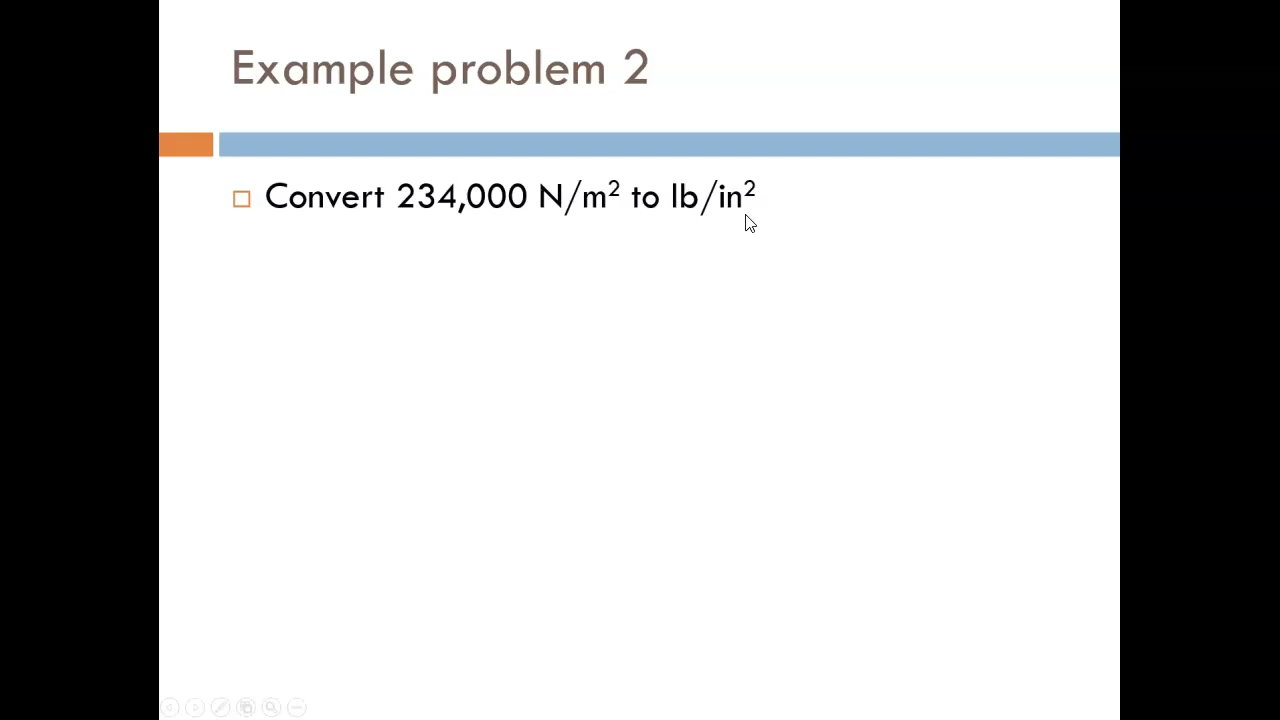 Example problem 2
Convert 234,000 N/m² to lb/in²